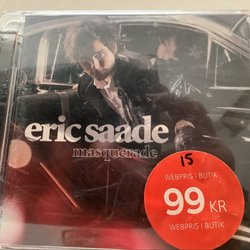 eric saade
masquerade
15
WEBPRIS I BUTIK
99 KR
WEBPRIS I BUTIK